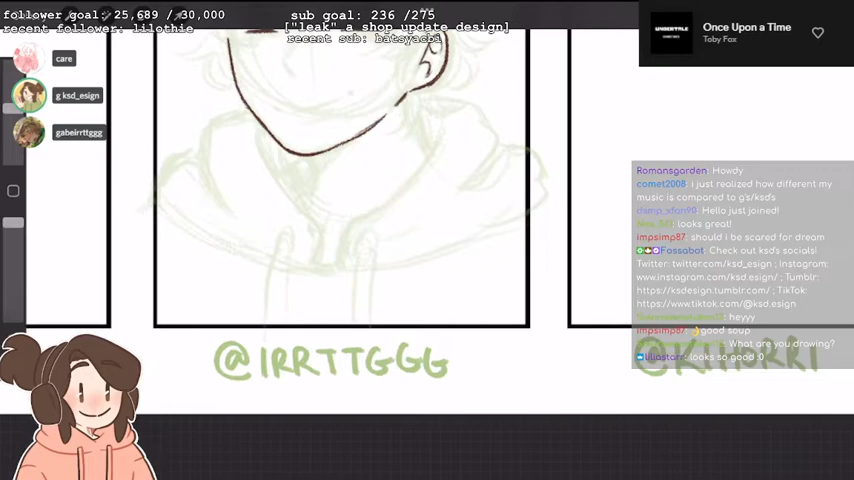 follower goal: 25,689 / 30,000
recent follower: lilothie
sub goal: 236 /275
["leak" a shop update design]
recent sub: batsyacbi
UNDERTALE
Once Upon a Time
Toby Fox
care
g ksd_esign
gabeirrttggg
Romansgarden: Howdy
comet2008: i just realized how different my
music is compared to g's/ksd's
Hello just joined!
looks great!
impsimp87: should i be scared for dream
Fossabot: Check out ksd's socials!
Twitter: twitter.com/ksd_esign ; Instagram:
www.instagram.com/ksd.esign/ ; Tumblr:
https://ksdesign.tumblr.com/ ; TikTok:
https://www.tiktok.com/@ksd.esign
heyyy
impsimp87: 👌good soup
What are you drawing?
lillastarr: looks so good :0
@IRRTTGGG